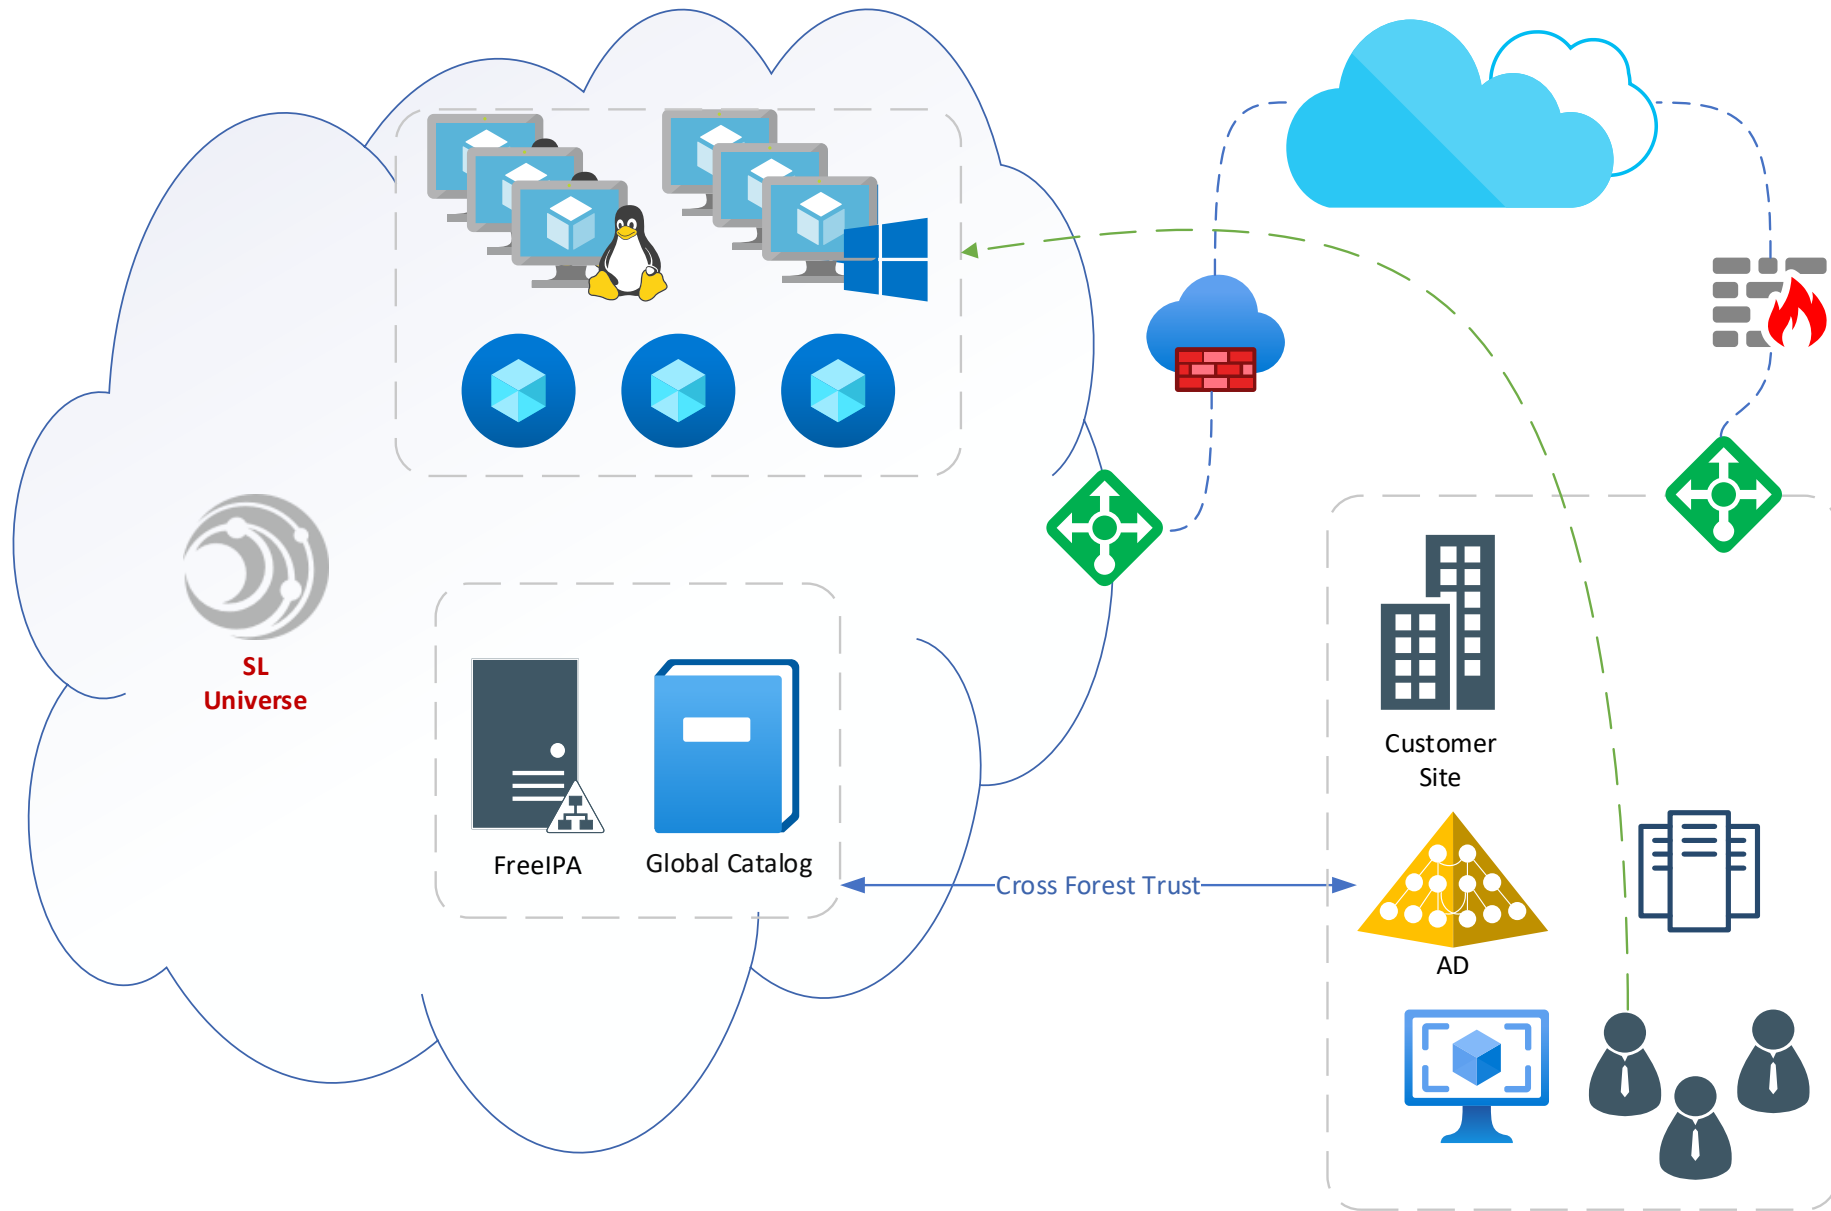 SL
Universe
FreeIPA
Global Catalog
Cross Forest Trust
Customer
Site
AD